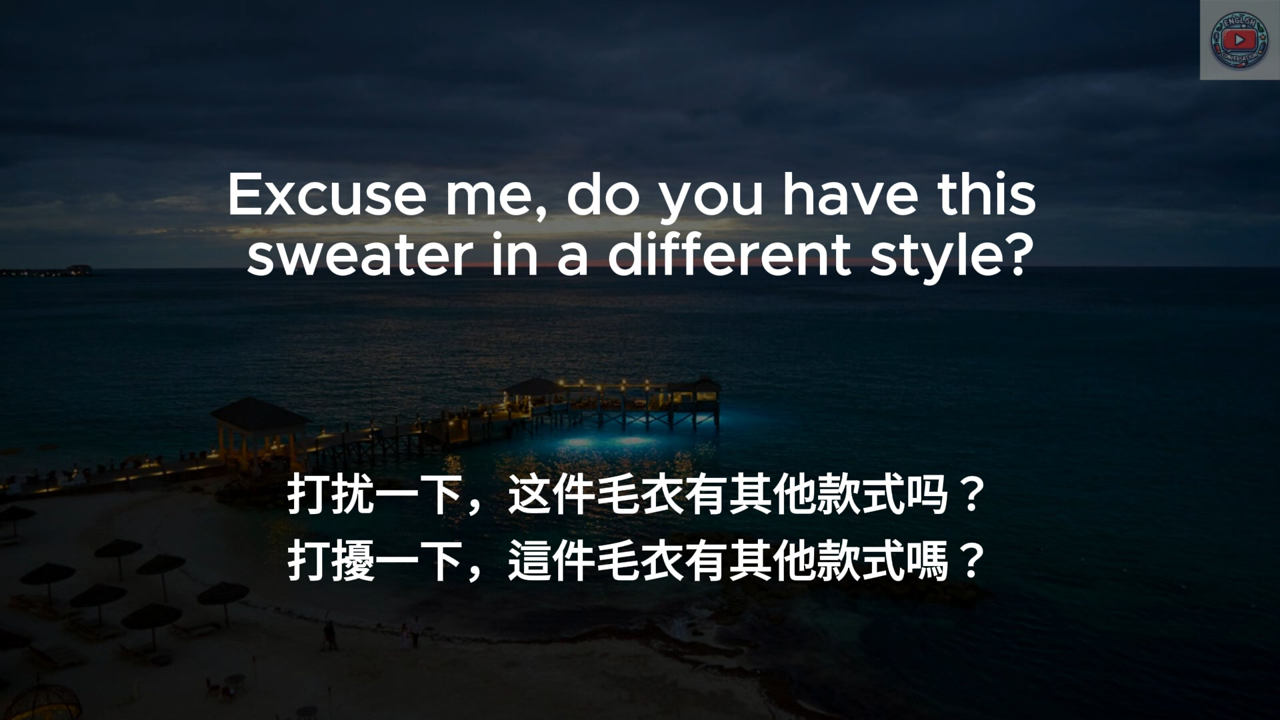 Excuse me, do you have this
sweater in a different style?
打扰一下，这件毛衣有其他款式吗？
打擾一下，這件毛衣有其他款式嗎？